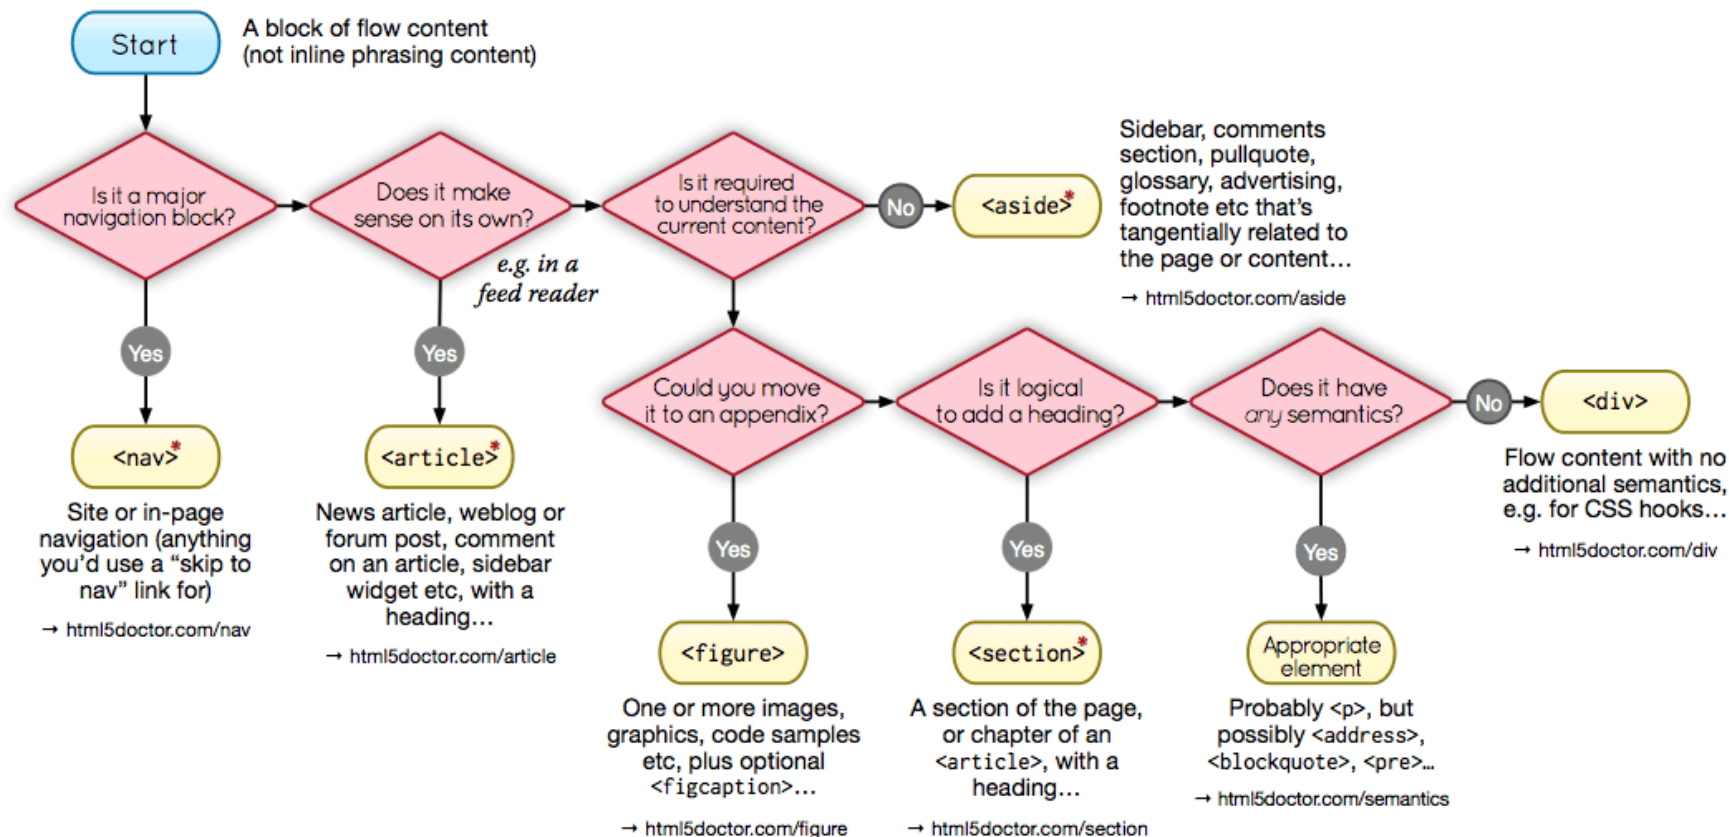 Start
A block of flow content
(not inline phrasing content)
Is it a major
navigation block?
Does it make
sense on its own?
e.g. in a
feed reader
Is it required
to understand the
current content?
No
<aside>*
Sidebar, comments
section, pullquote,
glossary, advertising,
footnote etc that’s
tangentially related to
the page or content…
→ html5doctor.com/aside
Yes
<nav>*
Site or in-page
navigation (anything
you’d use a “skip to
nav” link for)
→ html5doctor.com/nav
Yes
<article>*
News article, weblog or
forum post, comment
on an article, sidebar
widget etc, with a
heading…
→ html5doctor.com/article
Could you move
it to an appendix?
Is it logical
to add a heading?
Does it have
any semantics?
No
<div>
Flow content with no
additional semantics,
e.g. for CSS hooks…
→ html5doctor.com/div
Yes
<figure>
One or more images,
graphics, code samples
etc, plus optional
<figcaption>…
→ html5doctor.com/figure
Yes
<section>*
A section of the page,
or chapter of an
<article>, with a
heading…
→ html5doctor.com/section
Yes
Appropriate
element
Probably <p>, but
possibly <address>,
<blockquote>, <pre>…
→ html5doctor.com/semantics